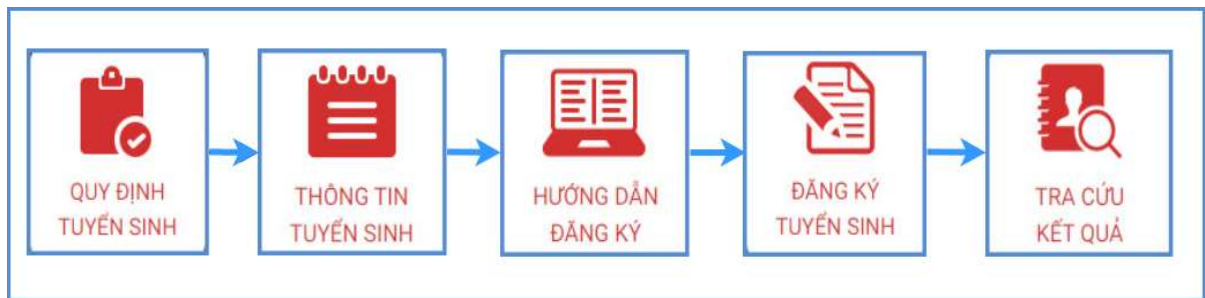 QUY ĐỊNH
TUYỂN SINH
THÔNG TIN
TUYỂN SINH
HƯỚNG DẪN
ĐĂNG KÝ
ĐĂNG KÝ
TUYỂN SINH
TRA CỨU
KẾT QUẢ